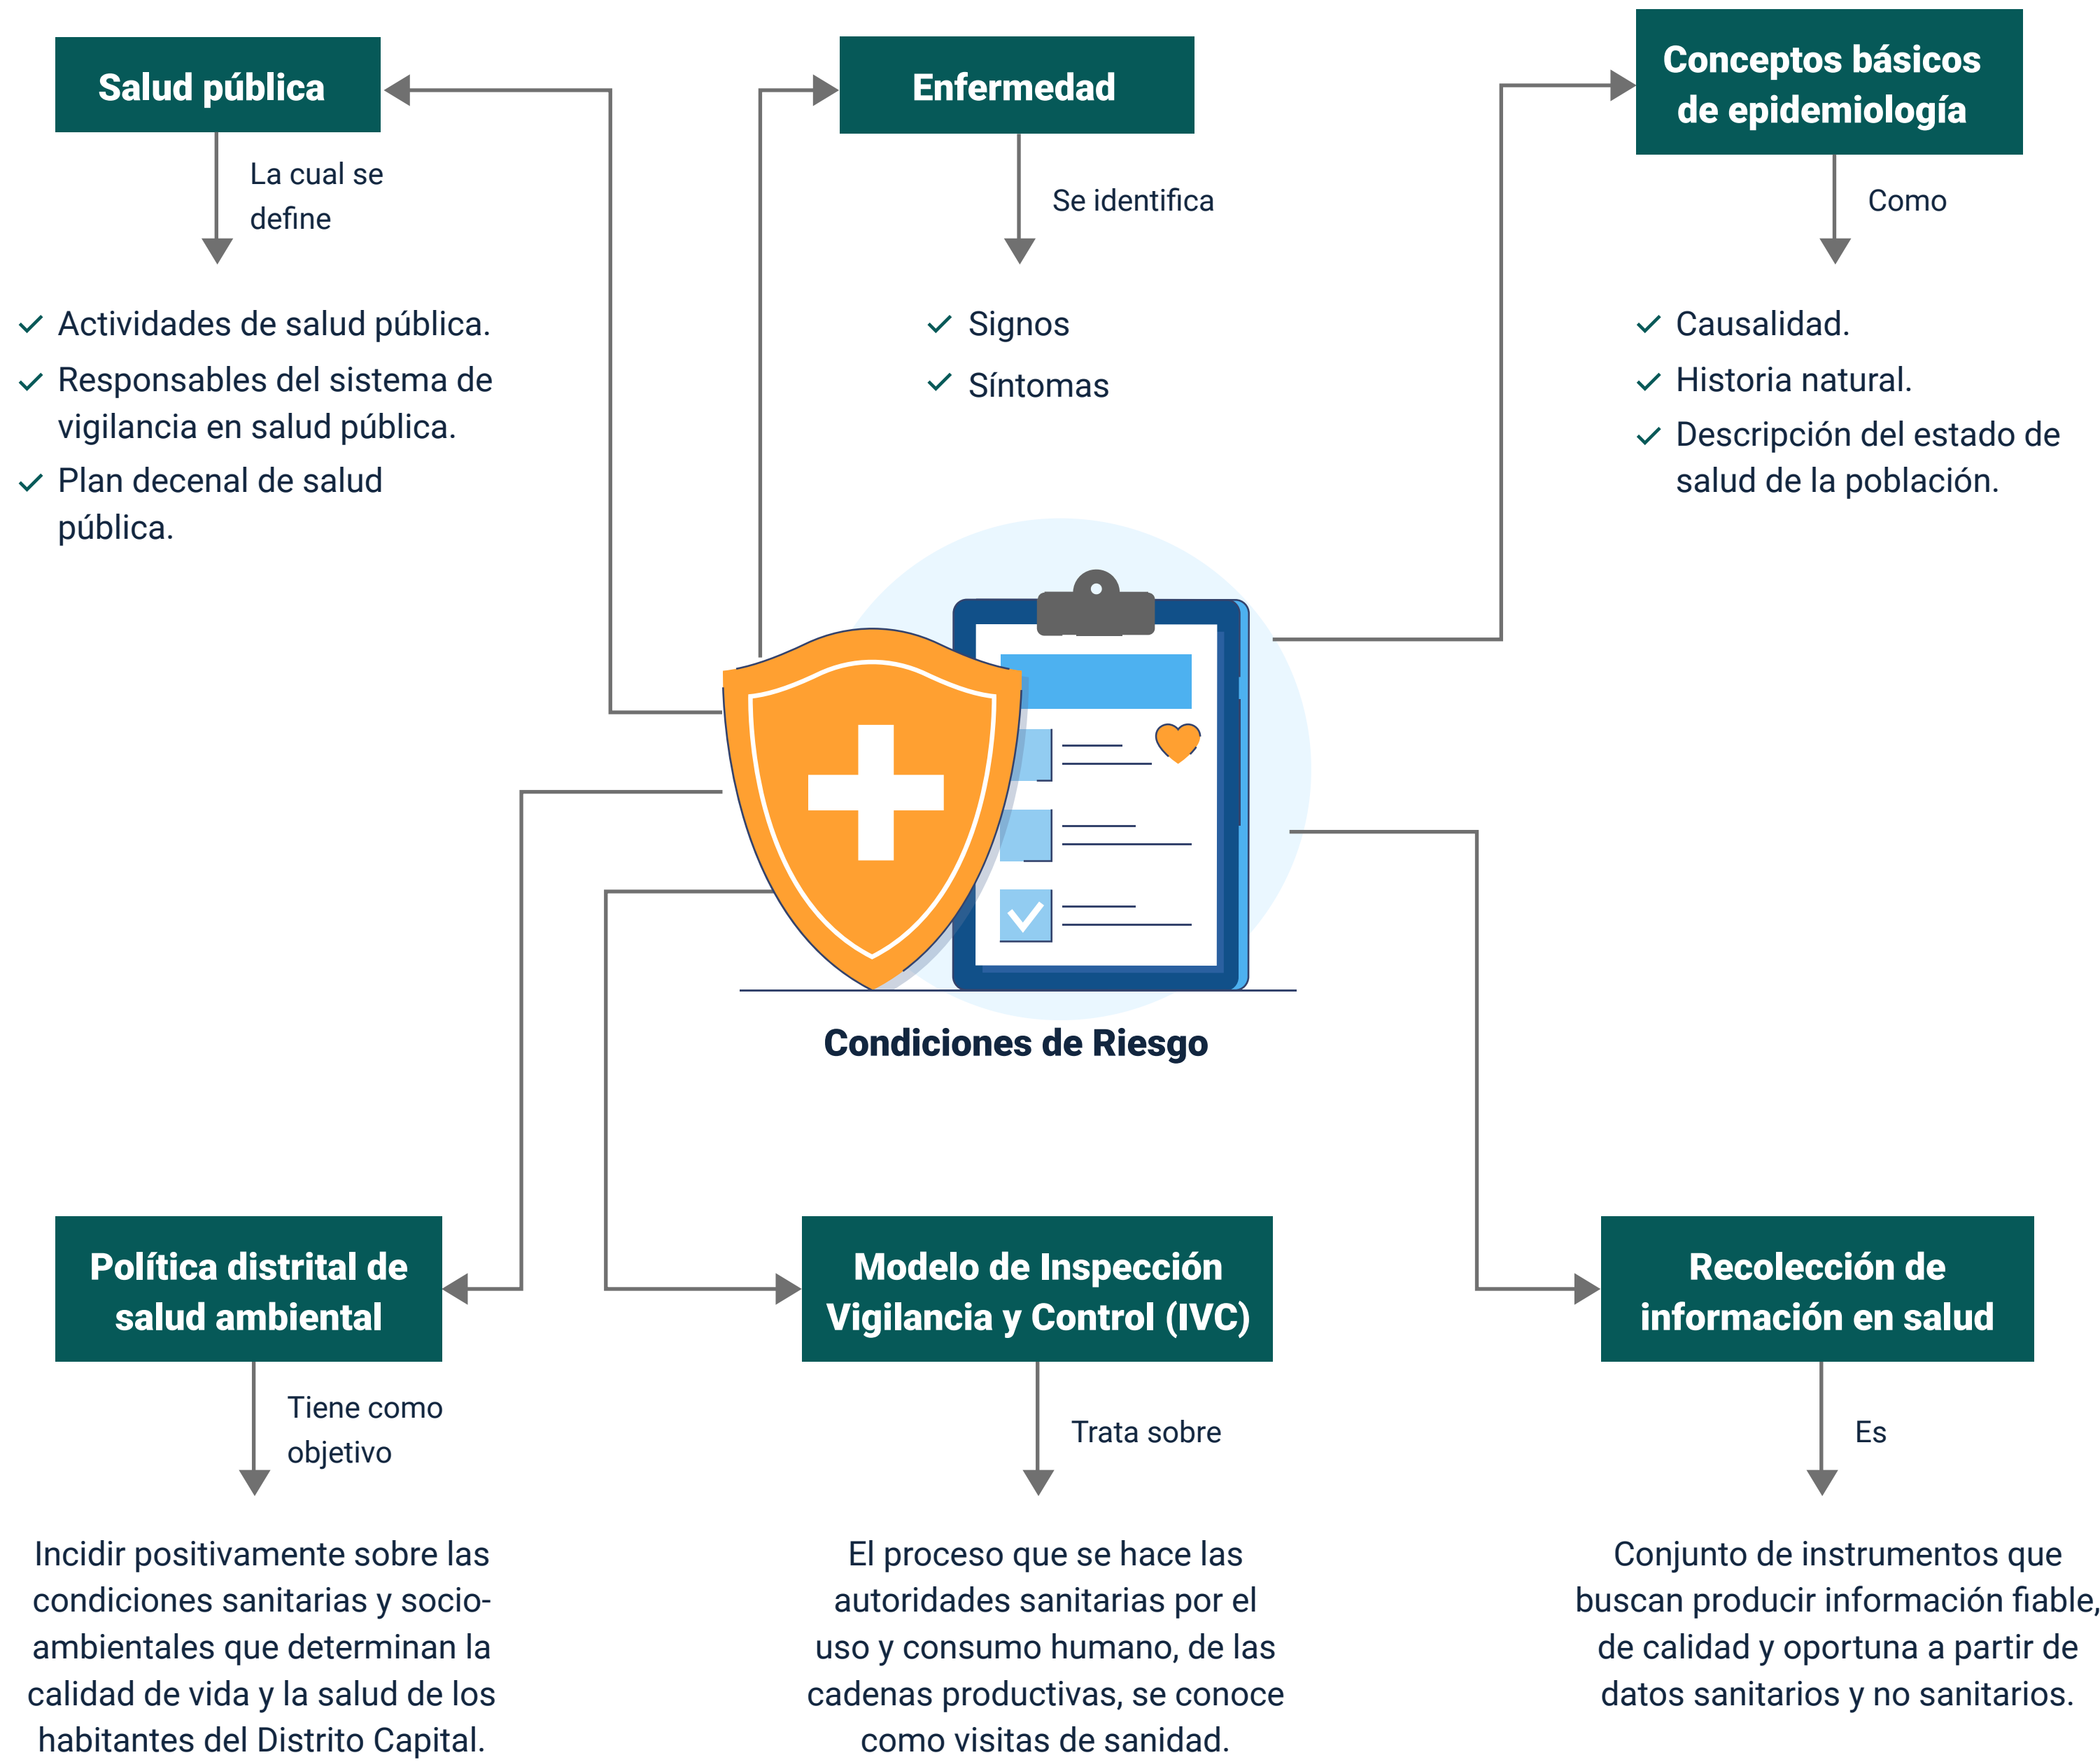 Salud pública
La cual se
define
Actividades de salud pública.
Responsables del sistema de
vigilancia en salud pública.
Plan decenal de salud
pública.
Enfermedad
Se identifica
Signos
Síntomas
Conceptos básicos
de epidemiología
Como
Causalidad.
Historia natural.
Descripción del estado de
salud de la población.
Condiciones de Riesgo
Política distrital de
salud ambiental
Tiene como
objetivo
Incidir positivamente sobre las
condiciones sanitarias y socio-
ambientales que determinan la
calidad de vida y la salud de los
habitantes del Distrito Capital.
Modelo de Inspección
Vigilancia y Control (IVC)
Trata sobre
El proceso que se hace las
autoridades sanitarias por el
uso y consumo humano, de las
cadenas productivas, se conoce
como visitas de sanidad.
Recolección de
información en salud
Es
Conjunto de instrumentos que
buscan producir información fiable,
de calidad y oportuna a partir de
datos sanitarios y no sanitarios.